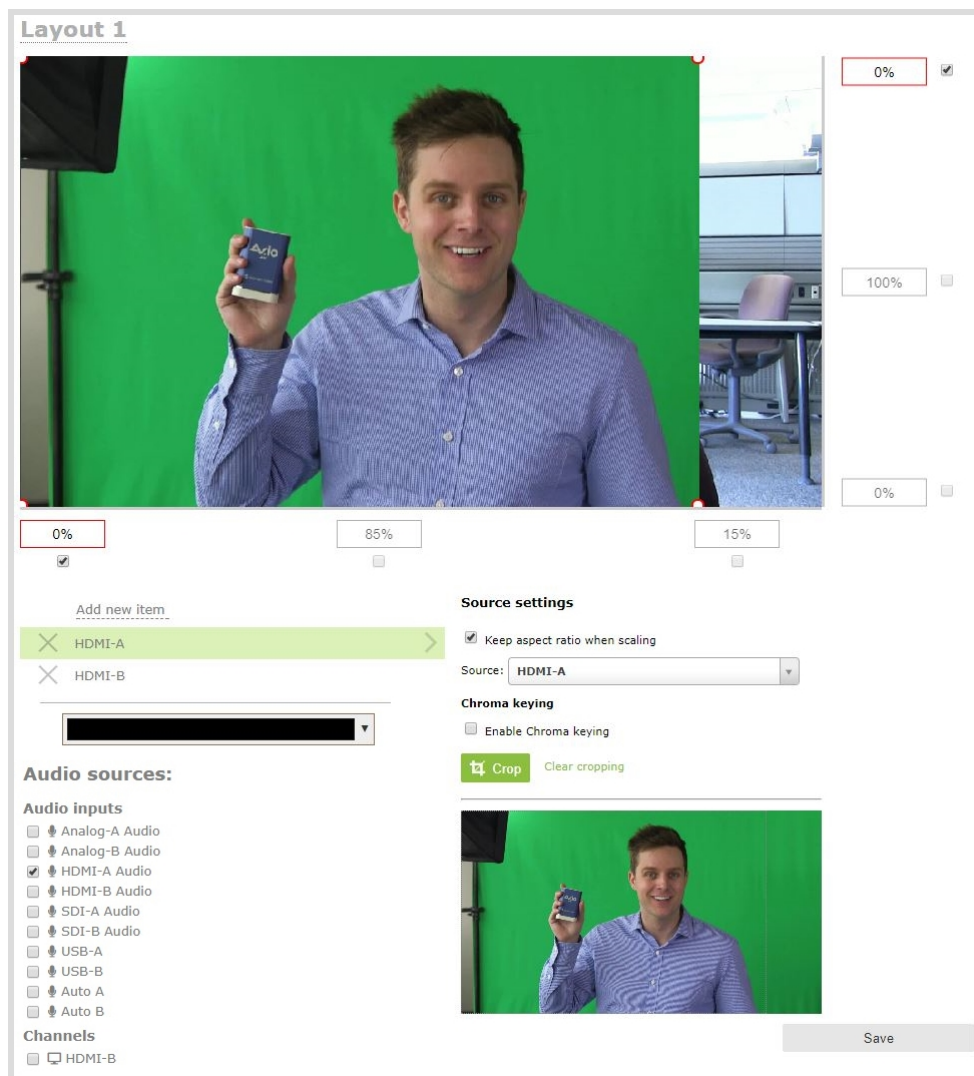 Layout 1
0%
100%
0%
0%
85%
15%
Add new item
HDMI-A
HDMI-B
Source settings
Keep aspect ratio when scaling
Source: HDMI-A
Chroma keying
Enable Chroma keying
Crop Clear cropping
Audio sources:
Audio inputs
Analog-A Audio
Analog-B Audio
HDMI-A Audio
HDMI-B Audio
SDI-A Audio
SDI-B Audio
USB-A
USB-B
Auto A
Auto B
Channels
HDMI-B
Save